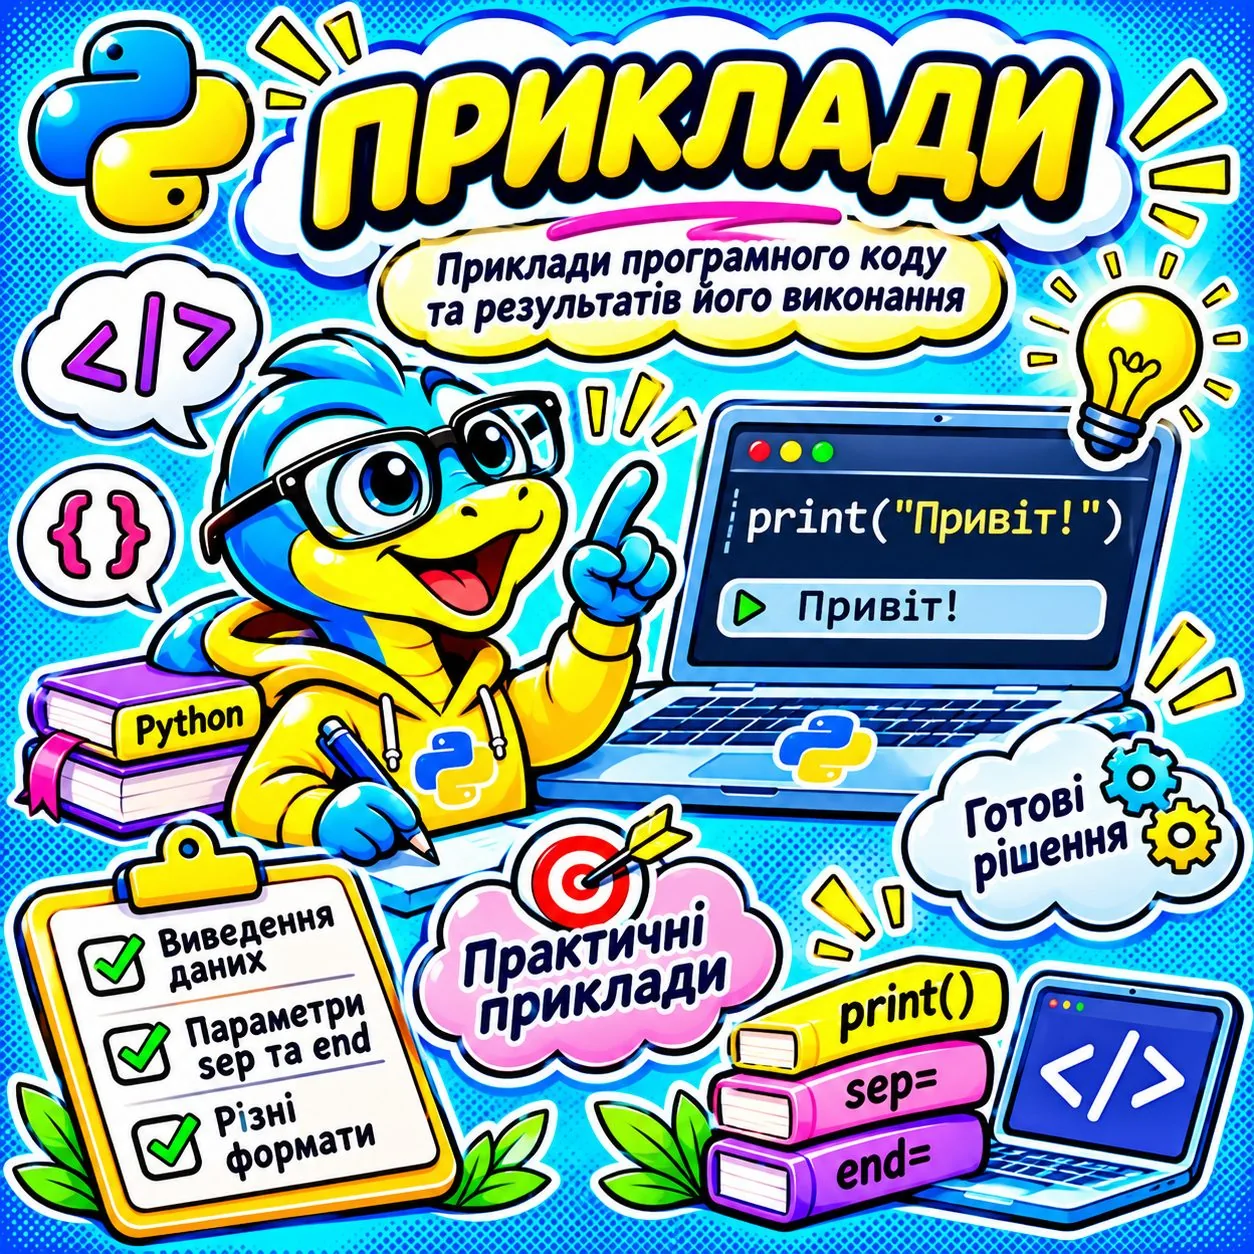 ПРИКЛАДИ
Приклади програмного коду
та результатів його виконання
</>
{ }
print("Привіт!")
Привіт!
Python
Готові
рішення
Виведення
даних
Параметри
sep та end
Різні
формати
Практичні
приклади
print()
sep=
end=
</>